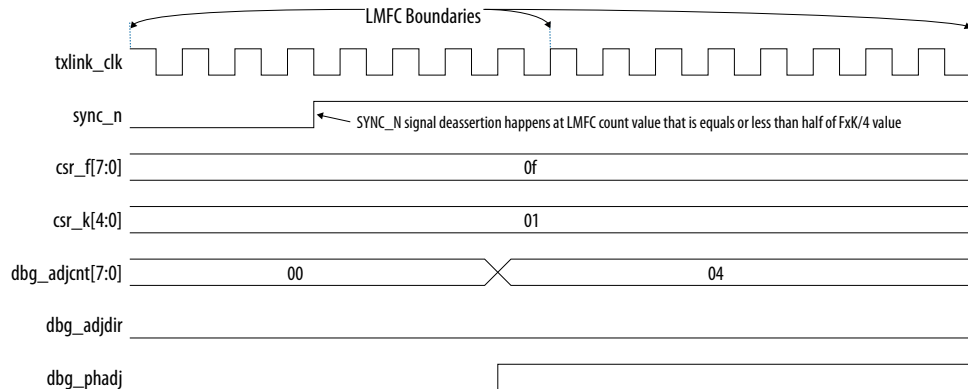 LMFC Boundaries
txlink_clk
sync_n
SYNC_N signal deassertion happens at LMFC count value that is equals or less than half of FxK/4 value
csr_f[7:0]
0f
csr_k[4:0]
01
dbg_adjcnt[7:0]
00
04
dbg_adjdir
dbg_phadj